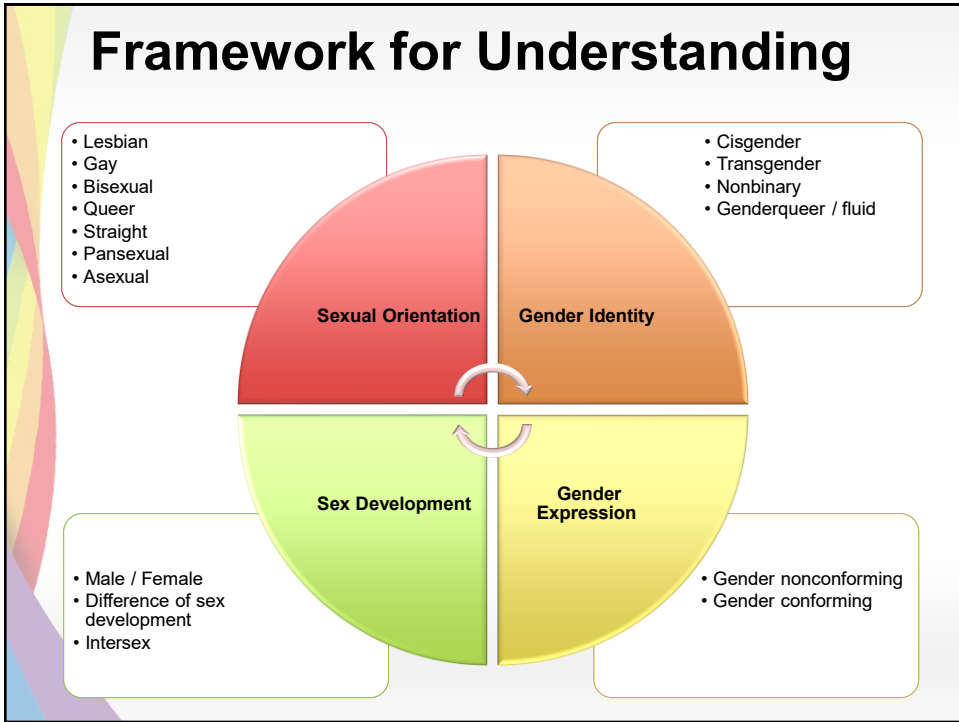 Framework for Understanding
• Lesbian
• Gay
• Bisexual
• Queer
• Straight
• Pansexual
• Asexual
• Cisgender
• Transgender
• Nonbinary
• Genderqueer / fluid
Sexual Orientation
Gender Identity
Sex Development
Gender
Expression
• Male / Female
• Difference of sex
development
• Intersex
• Gender nonconforming
• Gender conforming